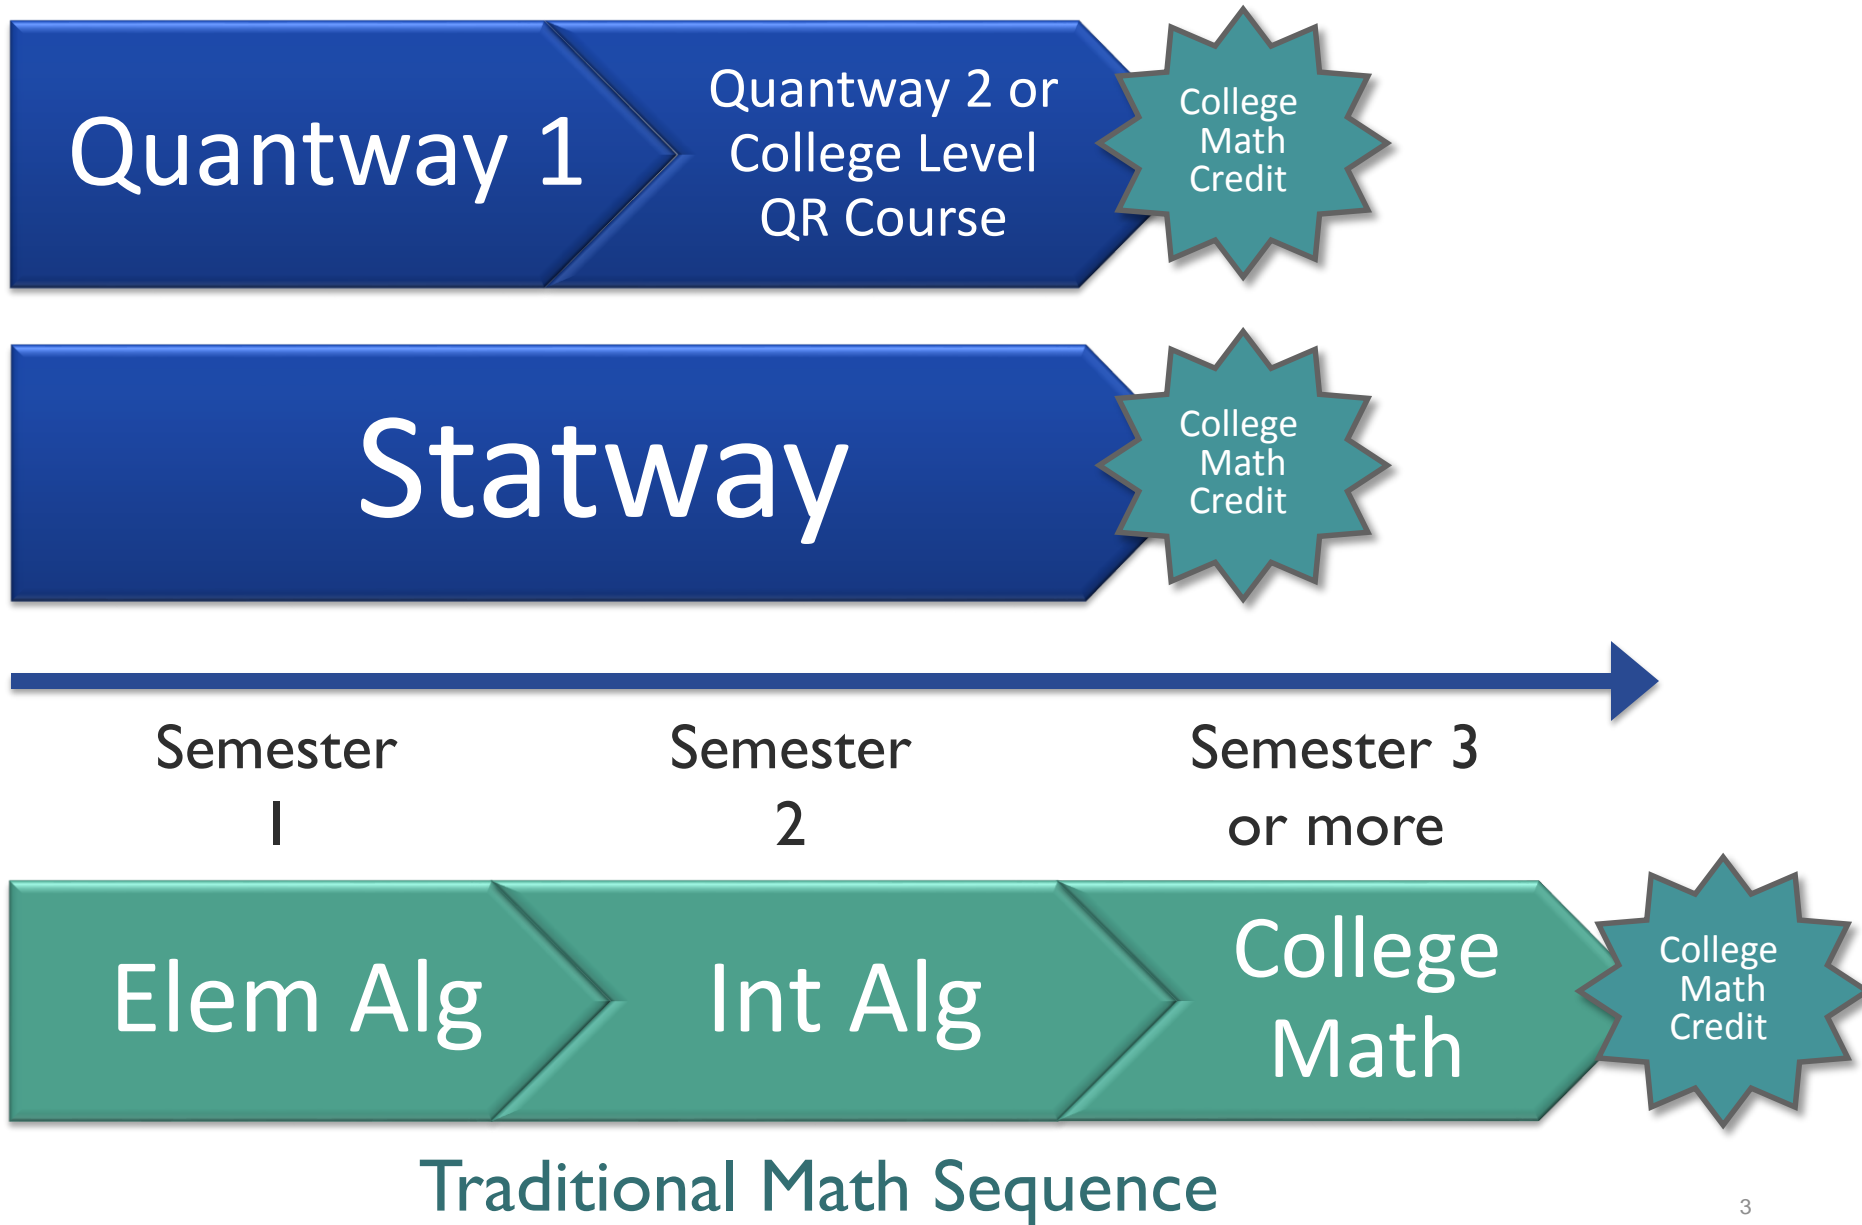 Quantway 1
Quantway 2 or
College Level
QR Course
College
Math
Credit
Statway
College
Math
Credit
Semester
1
Semester
2
Semester 3
or more
Elem Alg
Int Alg
College
Math
College
Math
Credit
Traditional Math Sequence
3